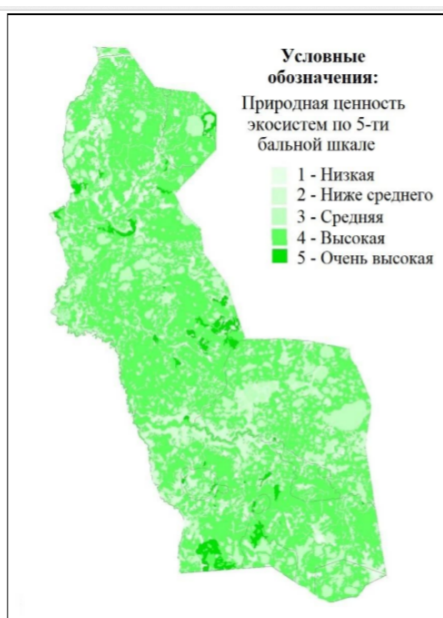 Условные
обозначения:
Природная ценность
экосистем по 5-ти
бальной шкале
1 - Низкая
2 - Ниже среднего
3 - Средняя
4 - Высокая
5 - Очень высокая